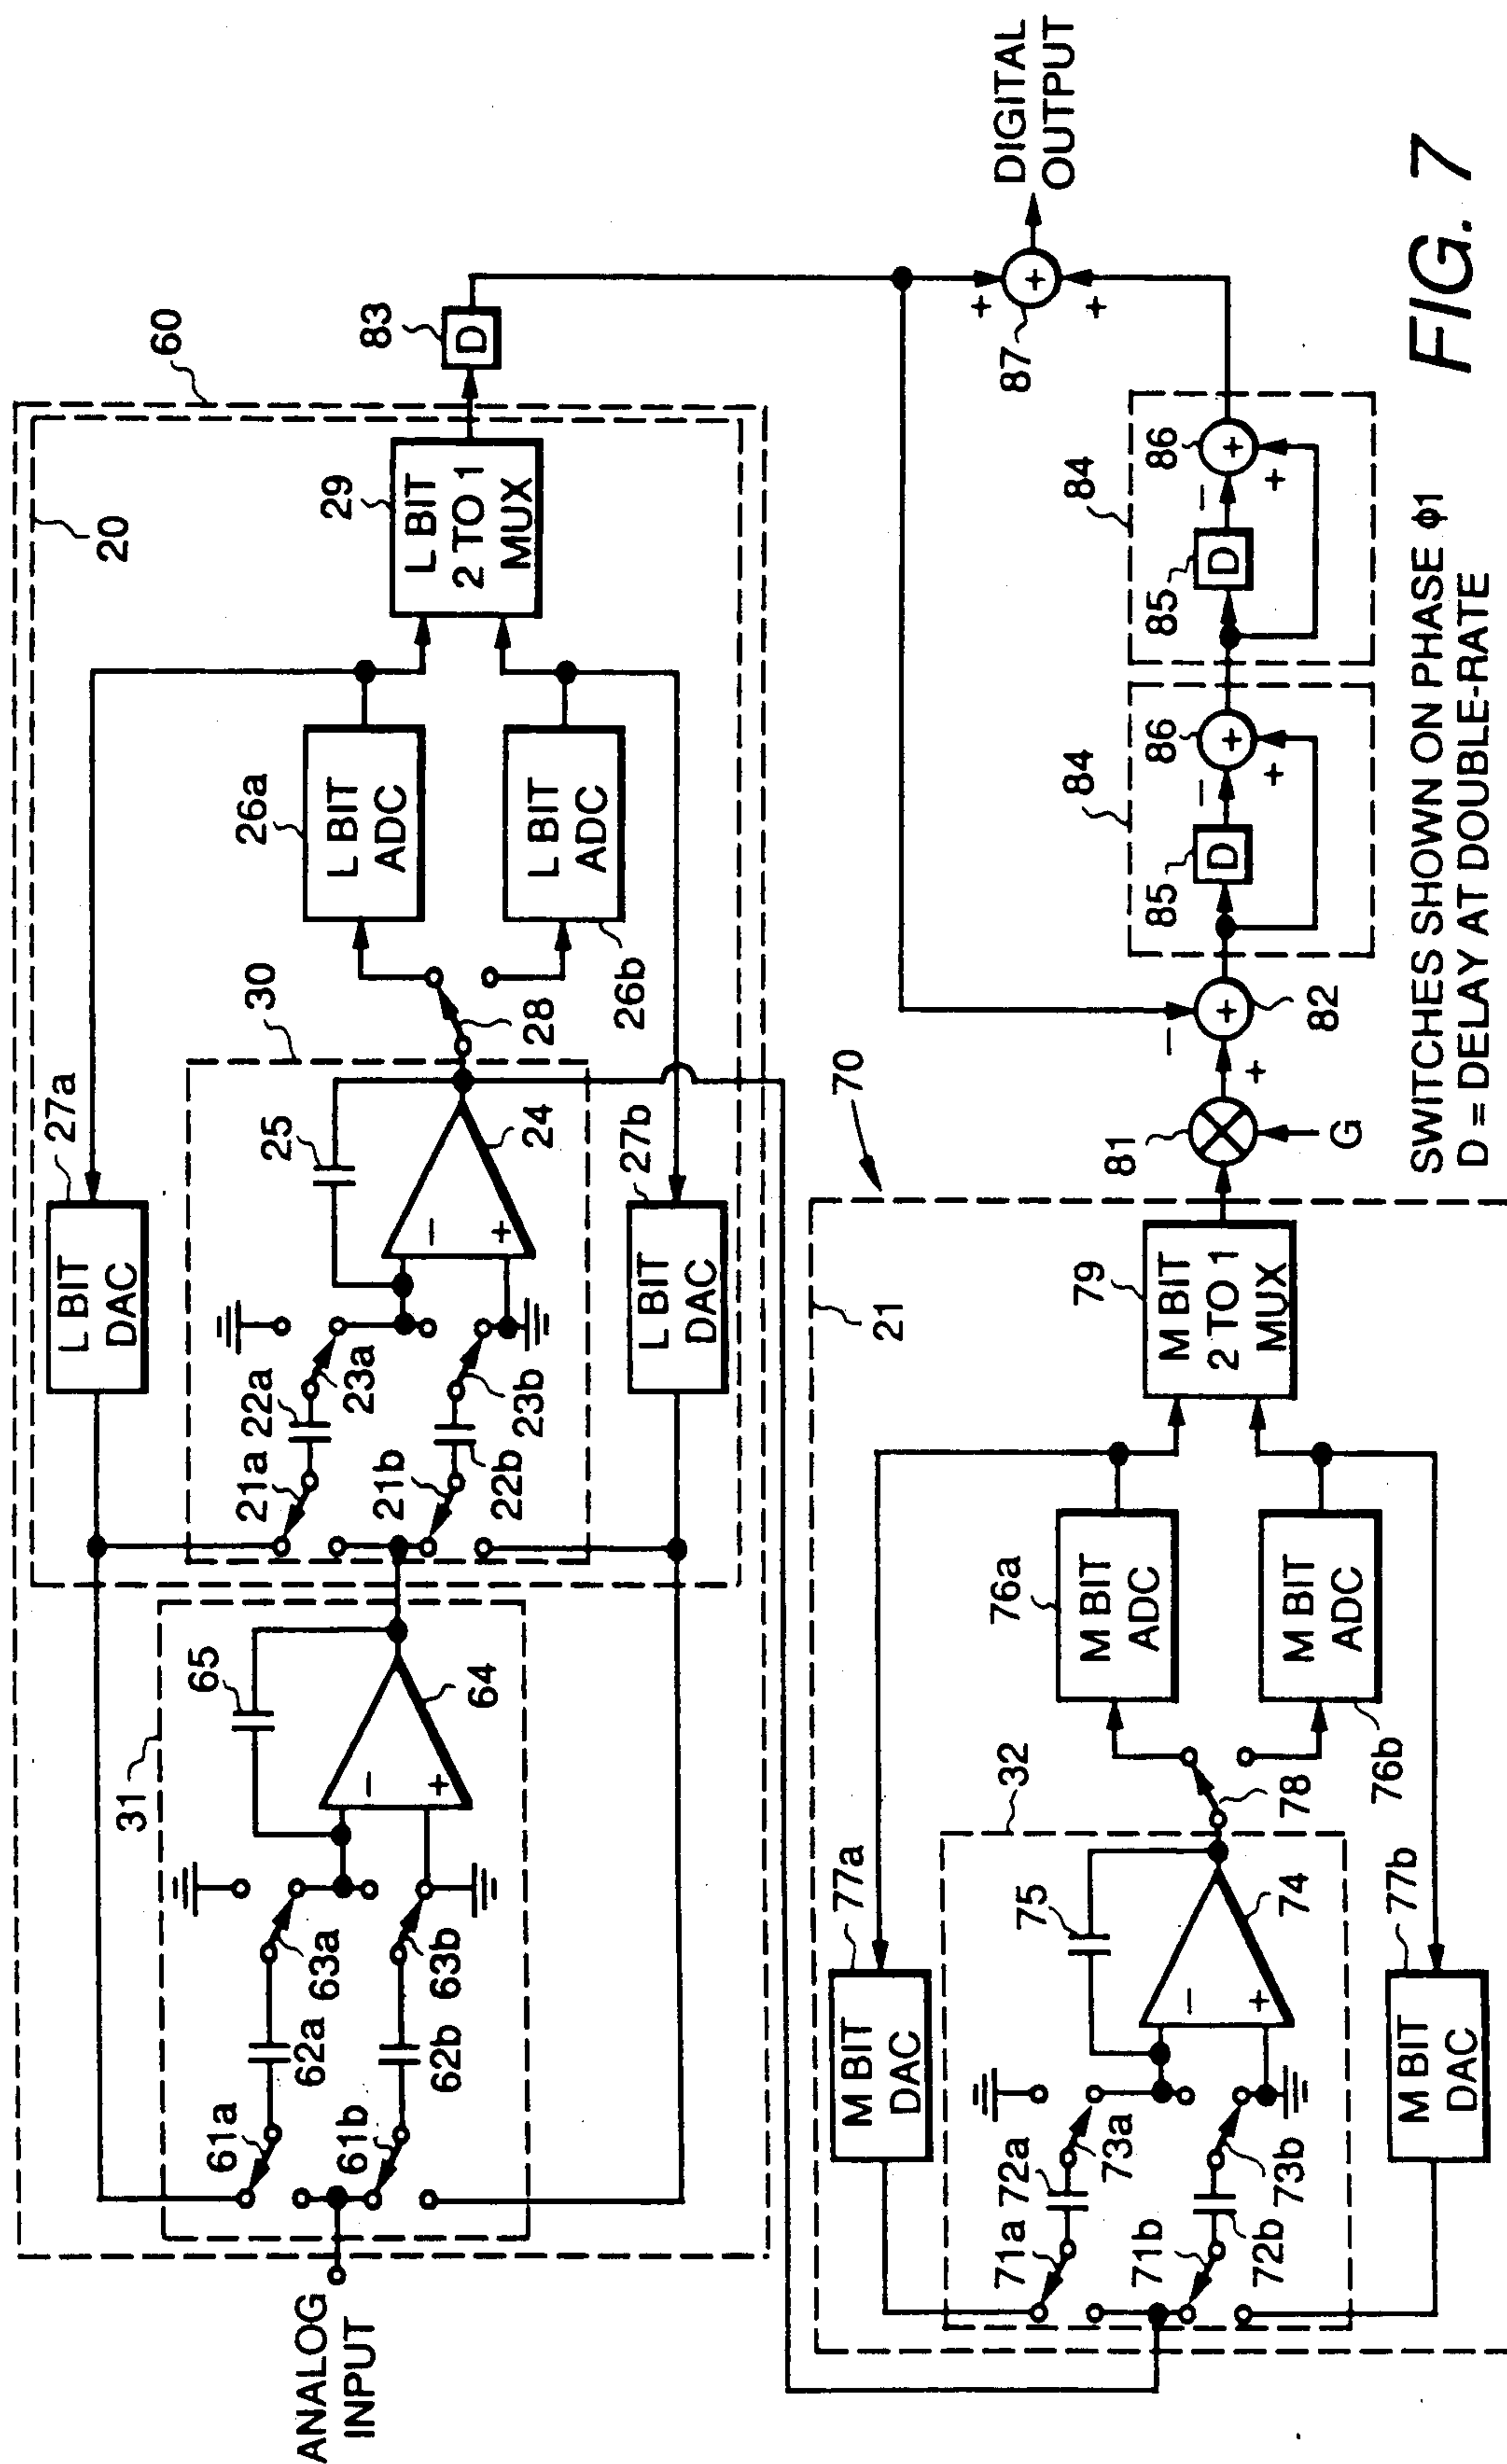 60
20
27a
L BIT
DAC
30
26a
L BIT
ADC
29
L BIT
2 TO 1
MUX
83
D
31
65
64
−
+
61a
62a
63a
61b
62b
63b
ANALOG
INPUT
21a
22a
23a
21b
22b
23b
25
24
−
+
28
L BIT
ADC
26b
27b
L BIT
DAC
DIGITAL
OUTPUT
+
+
+
87
70
21
77a
M BIT
DAC
32
71a
72a
73a
71b
72b
73b
75
74
−
+
78
76a
M BIT
ADC
M BIT
ADC
76b
77b
M BIT
DAC
79
M BIT
2 TO 1
MUX
81
G
+
−
+
82
84
85
D
−
86
+
+
84
85
D
−
86
+
+
SWITCHES SHOWN ON PHASE ϕ1
D = DELAY AT DOUBLE-RATE
FIG. 7